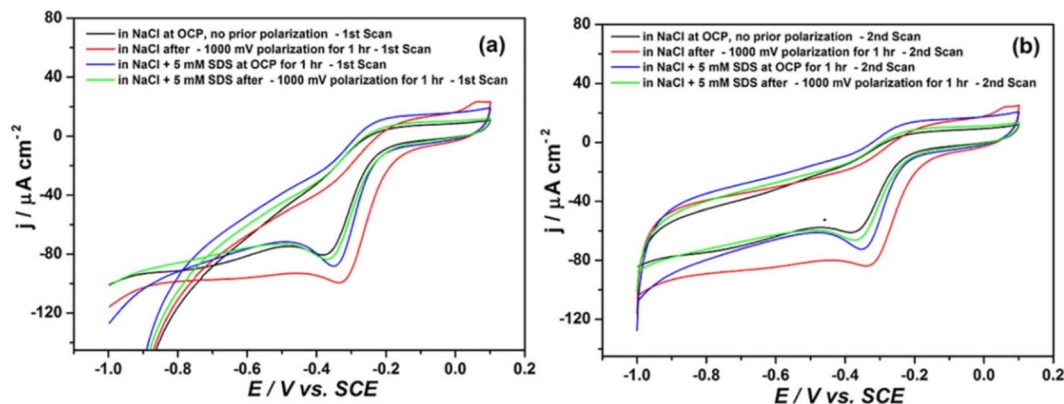 in NaCl at OCP, no prior polarization - 1st Scan
in NaCl after - 1000 mV polarization for 1 hr - 1st Scan
in NaCl + 5 mM SDS at OCP for 1 hr - 1st Scan
in NaCl + 5 mM SDS after - 1000 mV polarization for 1 hr - 1st Scan
(a)
80
40
0
-40
-80
-120
j / μA cm⁻²
-1.0
-0.8
-0.6
-0.4
-0.2
0.0
0.2
E / V vs. SCE
in NaCl at OCP, no prior polarization - 2nd Scan
in NaCl after - 1000 mV polarization for 1 hr - 2nd Scan
in NaCl + 5 mM SDS at OCP for 1 hr - 2nd Scan
in NaCl + 5 mM SDS after - 1000 mV polarization for 1 hr - 2nd Scan
(b)
80
40
0
-40
-80
-120
j / μA cm⁻²
-1.0
-0.8
-0.6
-0.4
-0.2
0.0
0.2
E / V vs. SCE